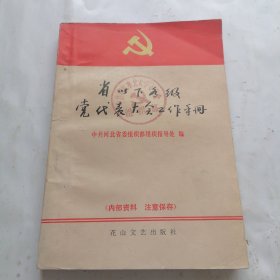 省以下各级
党代表大会工作手册
中共河北省委组织部组织指导处 编
(内部资料 注意保存)
花山文艺出版社